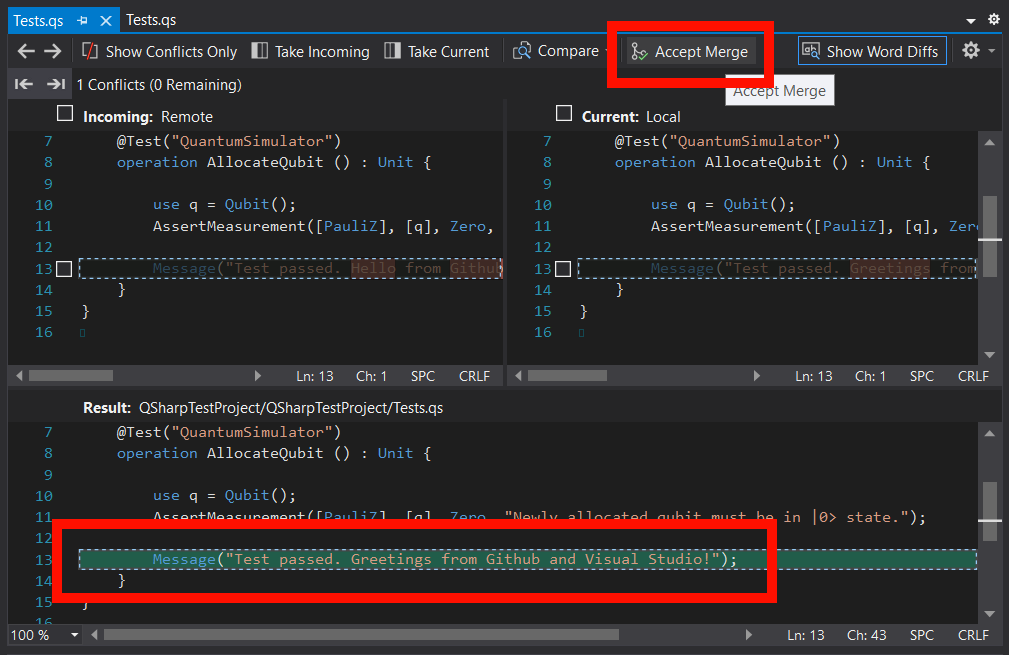 Tests.qs Tests.qs
Show Conflicts Only Take Incoming Take Current Compare Accept Merge Show Word Diffs
1 Conflicts (0 Remaining) Accept Merge
Incoming: Remote
7 @Test("QuantumSimulator")
8 operation AllocateQubit () : Unit {
9
10 use q = Qubit();
11 AssertMeasurement([PauliZ], [q], Zero,
12
13 Message("Test passed. Hello from Github
14 }
15 }
16
Ln: 13 Ch: 1 SPC CRLF
Current: Local
7 @Test("QuantumSimulator")
8 operation AllocateQubit () : Unit {
9
10 use q = Qubit();
11 AssertMeasurement([PauliZ], [q], Zero
12
13 Message("Test passed. Greetings from
14 }
15 }
16
Ln: 13 Ch: 1 SPC CRLF
Result: QSharpTestProject/QSharpTestProject/Tests.qs
7 @Test("QuantumSimulator")
8 operation AllocateQubit () : Unit {
9
10 use q = Qubit();
11 AssertMeasurement([PauliZ], [q], Zero, "Newly allocated qubit must be in |0> state.");
12
13 Message("Test passed. Greetings from Github and Visual Studio!");
14 }
15 }
16
100 % Ln: 13 Ch: 43 SPC CRLF